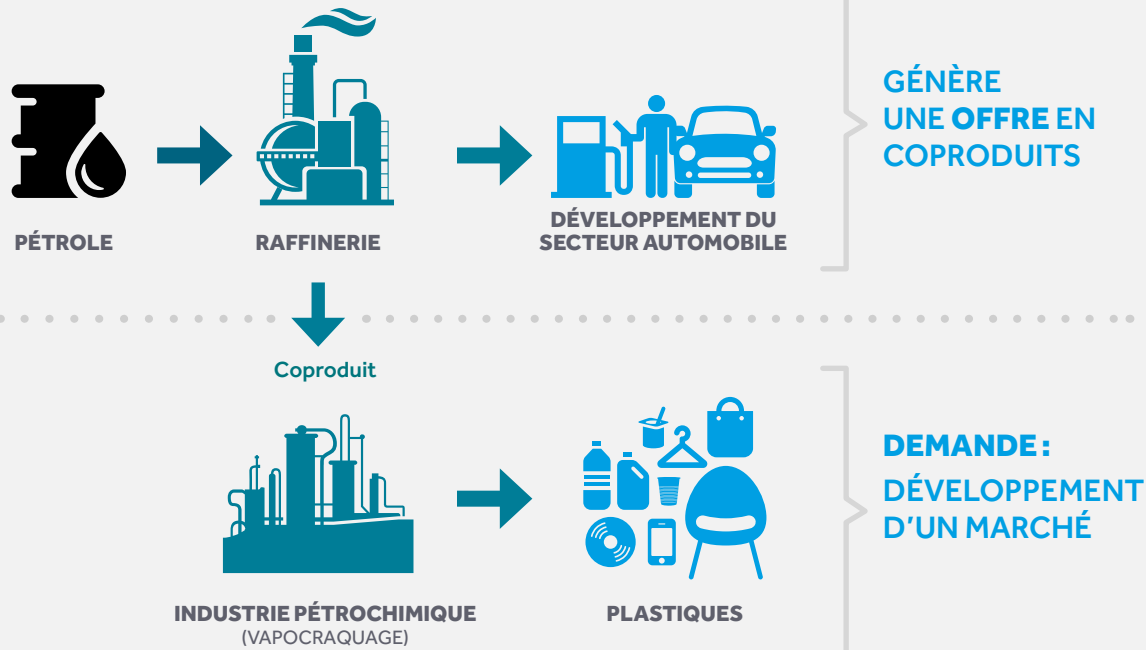 GÉNÈRE
UNE OFFRE EN
COPRODUITS
PÉTROLE
RAFFINERIE
DÉVELOPPEMENT DU
SECTEUR AUTOMOBILE
Coproduit
DEMANDE :
DÉVELOPPEMENT
D’UN MARCHÉ
INDUSTRIE PÉTROCHIMIQUE
(VAPOCRAQUAGE)
PLASTIQUES